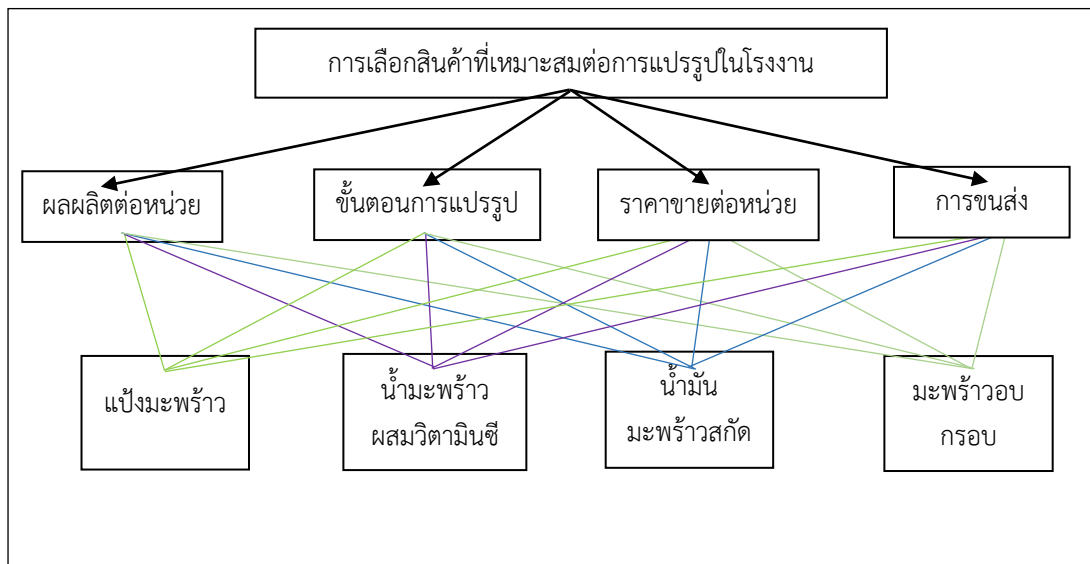 การเลือกสินค้าที่เหมาะสมต่อการแปรรูปในโรงงาน
ผลผลิตต่อหน่วย
ขั้นตอนการแปรรูป
ราคาขายต่อหน่วย
การขนส่ง
แป้งมะพร้าว
น้ำมะพร้าว
ผสมวิตามินซี
น้ำมัน
มะพร้าวสกัด
มะพร้าวอบ
กรอบ